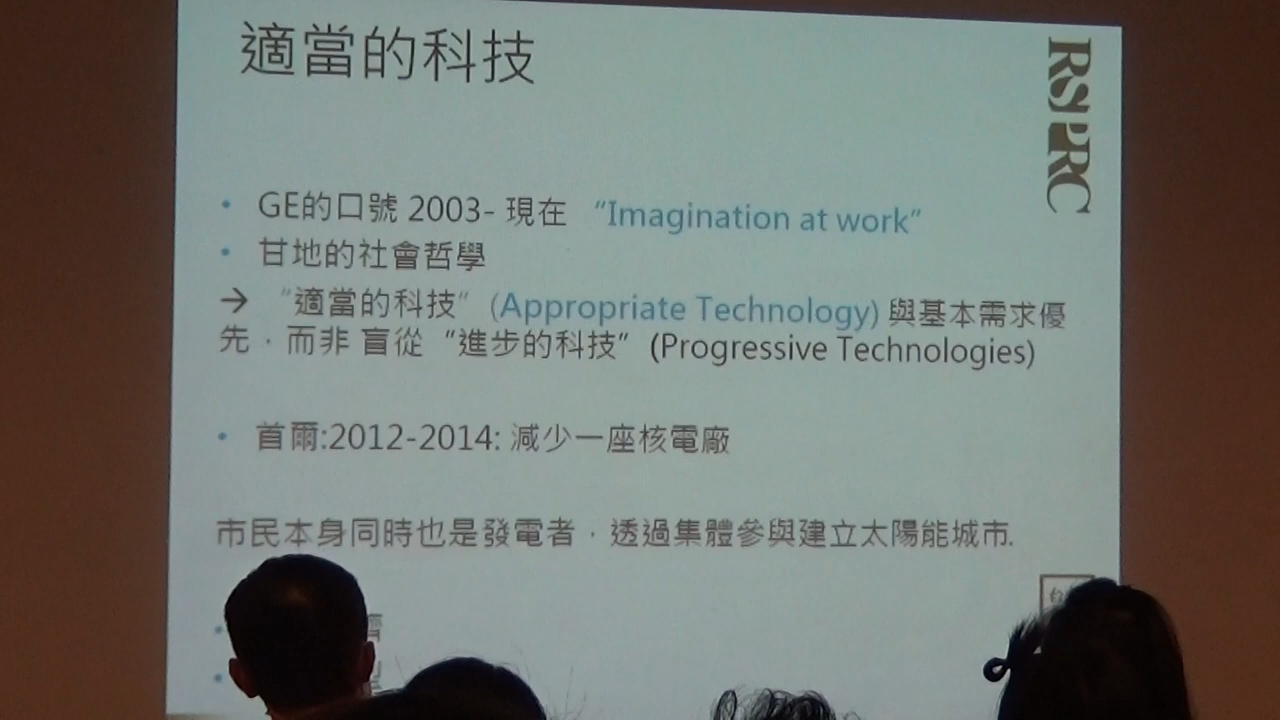 適當的科技
RSPRC
• GE的口號 2003- 現在 “Imagination at work”
• 甘地的社會哲學
→ “適當的科技” (Appropriate Technology) 與基本需求優
先，而非 盲從 “進步的科技” (Progressive Technologies)
• 首爾:2012-2014: 減少一座核電廠
市民本身同時也是發電者，透過集體參與建立太陽能城市.